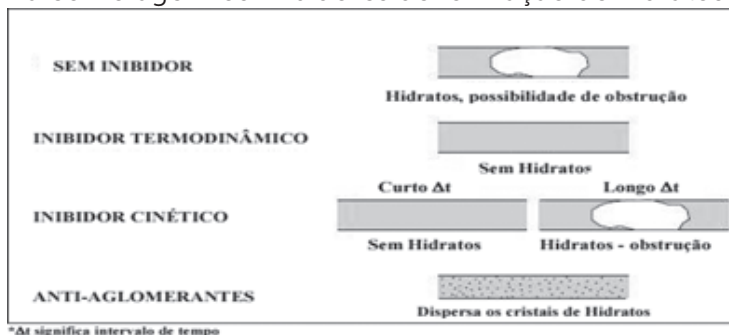 SEM INIBIDOR
Hidratos, possibilidade de obstrução
INIBIDOR TERMODINÂMICO
Sem Hidratos
Curto Δt Longo Δt
INIBIDOR CINÉTICO
Sem Hidratos Hidratos - obstrução
ANTI-AGLOMERANTES
Dispersa os cristais de Hidratos
*Δt significa intervalo de tempo